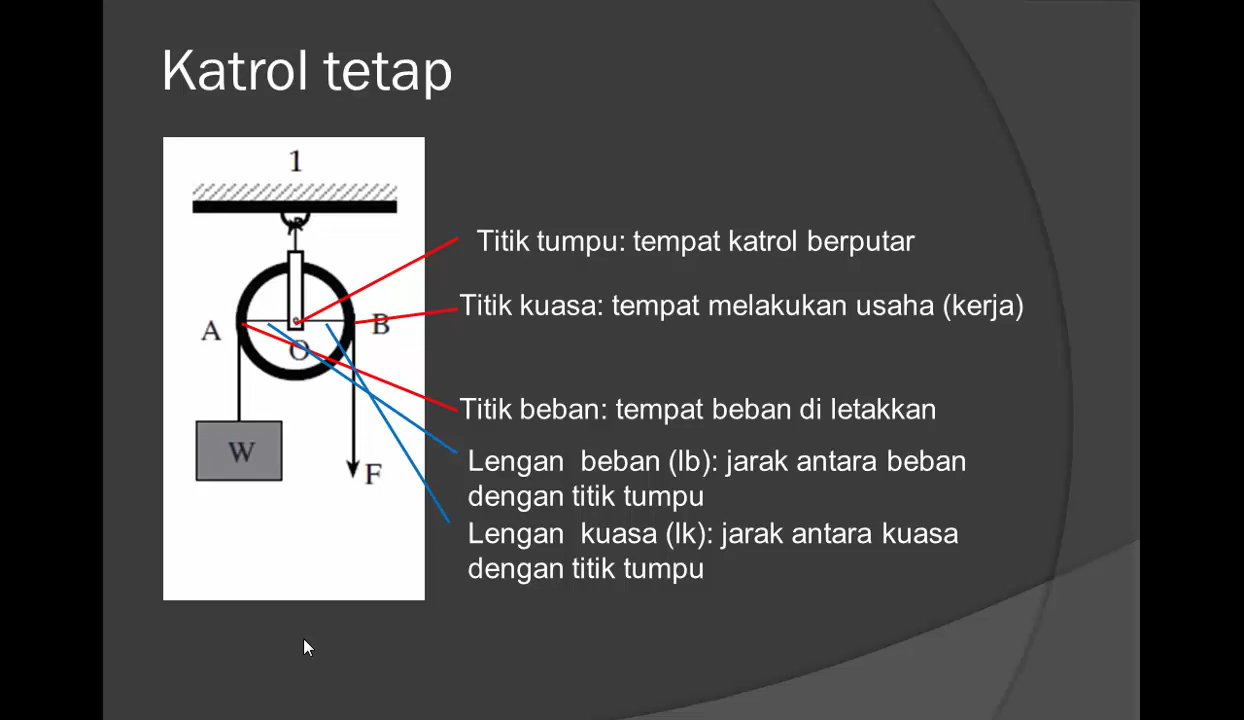 Katrol tetap
1
Titik tumpu: tempat katrol berputar
Titik kuasa: tempat melakukan usaha (kerja)
A
B
O
Titik beban: tempat beban di letakkan
W
F
Lengan  beban (lb): jarak antara beban
dengan titik tumpu
Lengan  kuasa (lk): jarak antara kuasa
dengan titik tumpu